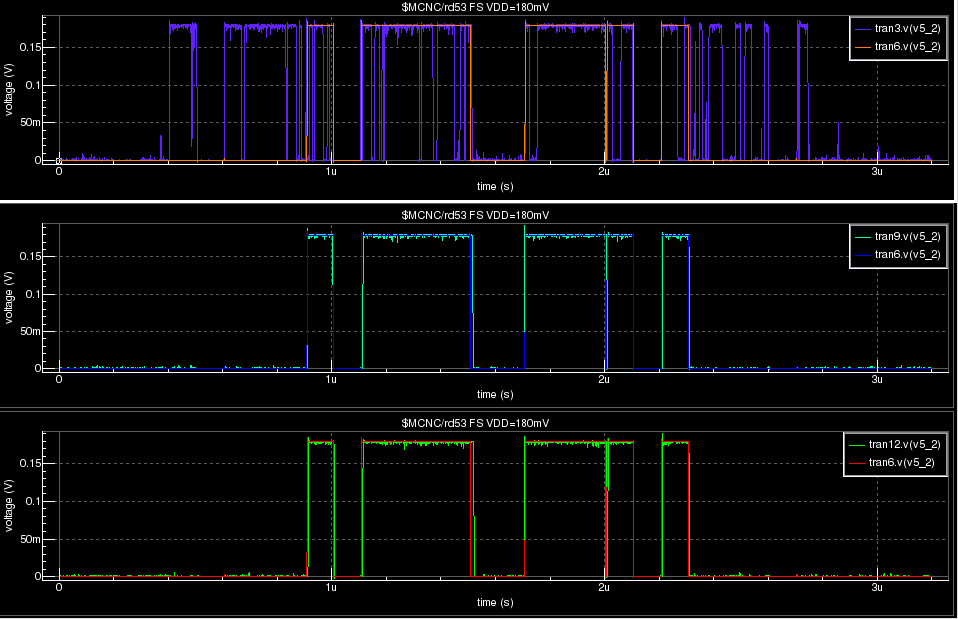 $MCNC/rd53 FS VDD=180mV
tran3.v(v5_2)
tran6.v(v5_2)
voltage (V)
0.15
0.1
50m
0
0 1u 2u 3u
time (s)
$MCNC/rd53 FS VDD=180mV
tran9.v(v5_2)
tran6.v(v5_2)
voltage (V)
0.15
0.1
50m
0
0 1u 2u 3u
time (s)
$MCNC/rd53 FS VDD=180mV
tran12.v(v5_2)
tran6.v(v5_2)
voltage (V)
0.15
0.1
50m
0
0 1u 2u 3u
time (s)